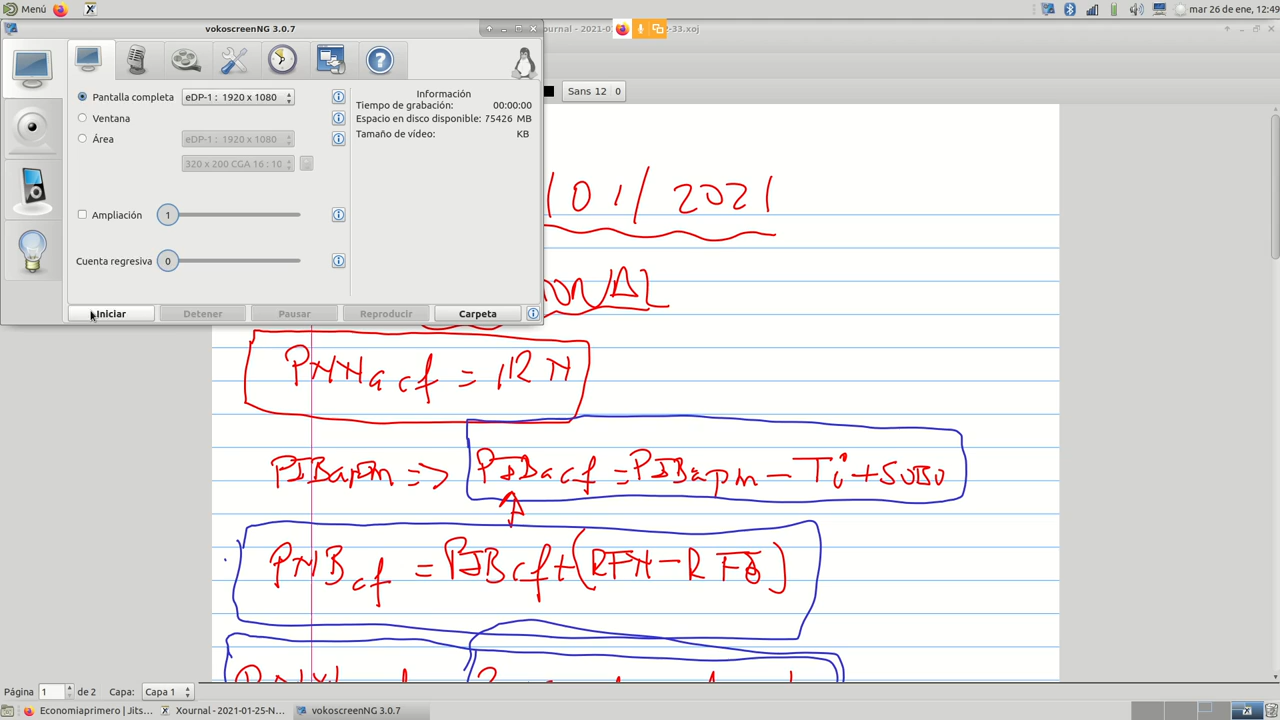 Menú
mar 26 de ene, 12:49
vokoscreenNG 3.0.7
Journal - 2021-
-33.xoj
Pantalla completa
eDP-1 : 1920 x 1080
Ventana
Área
eDP-1 : 1920 x 1080
320 x 200 CGA 16 : 10
Ampliación
1
Cuenta regresiva
0
Información
Tiempo de grabación: 00:00:00
Espacio en disco disponible: 75426 MB
Tamaño de vídeo: KB
Iniciar
Detener
Pausar
Reproducir
Carpeta
Sans 12 0
/01/2021
PNNacf = RN
PIBapm => PIBacf = PIBapm - Ti + SUBV
PNBcf = PIBcf + (RFN - RFE)
Página 1 de 2 Capa: Capa 1
Economiaprimero | Jits...
Xournal - 2021-01-25-N...
vokoscreenNG 3.0.7